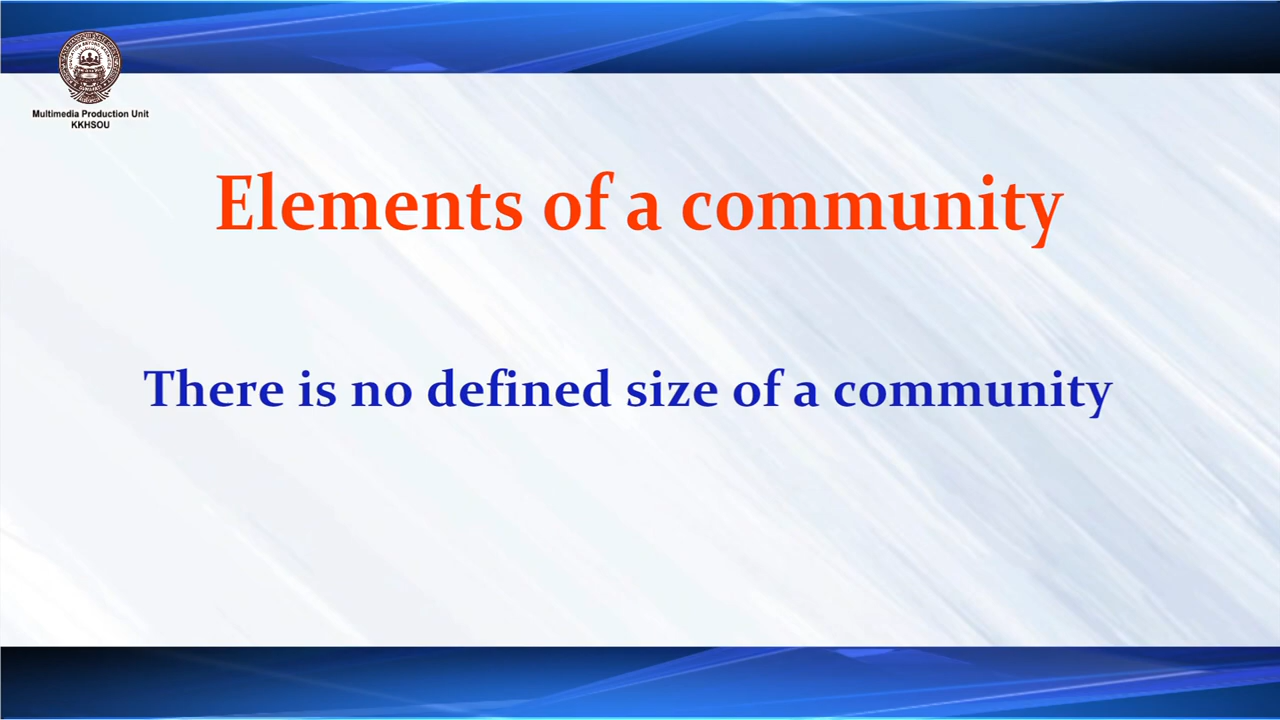 Multimedia Production Unit
KKHSOU
Elements of a community
There is no defined size of a community